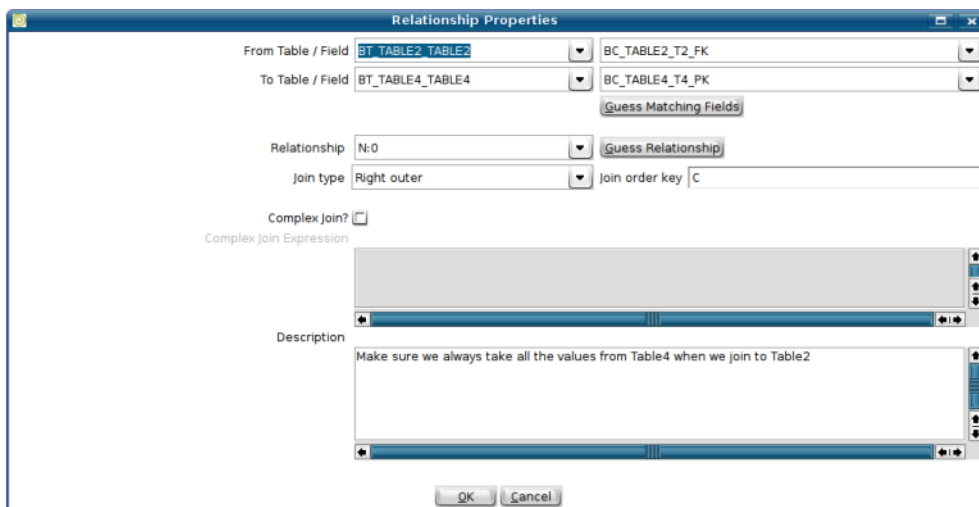 Relationship Properties
From Table / Field BT_TABLE2_TABLE2 BC_TABLE2_T2_FK
To Table / Field BT_TABLE4_TABLE4 BC_TABLE4_T4_PK
Guess Matching Fields
Relationship N:0 Guess Relationship
Join type Right outer Join order key C
Complex Join?
Complex Join Expression
Description
Make sure we always take all the values from Table4 when we join to Table2
OK Cancel